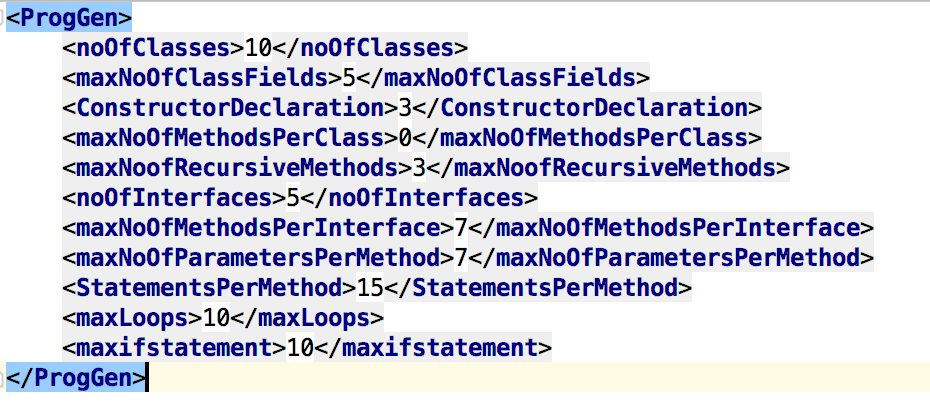 <ProgGen>
<noOfClasses>10</noOfClasses>
<maxNoOfClassFields>5</maxNoOfClassFields>
<ConstructorDeclaration>3</ConstructorDeclaration>
<maxNoOfMethodsPerClass>0</maxNoOfMethodsPerClass>
<maxNoofRecursiveMethods>3</maxNoofRecursiveMethods>
<noOfInterfaces>5</noOfInterfaces>
<maxNoOfMethodsPerInterface>7</maxNoOfMethodsPerInterface>
<maxNoOfParametersPerMethod>7</maxNoOfParametersPerMethod>
<StatementsPerMethod>15</StatementsPerMethod>
<maxLoops>10</maxLoops>
<maxifstatement>10</maxifstatement>
</ProgGen>